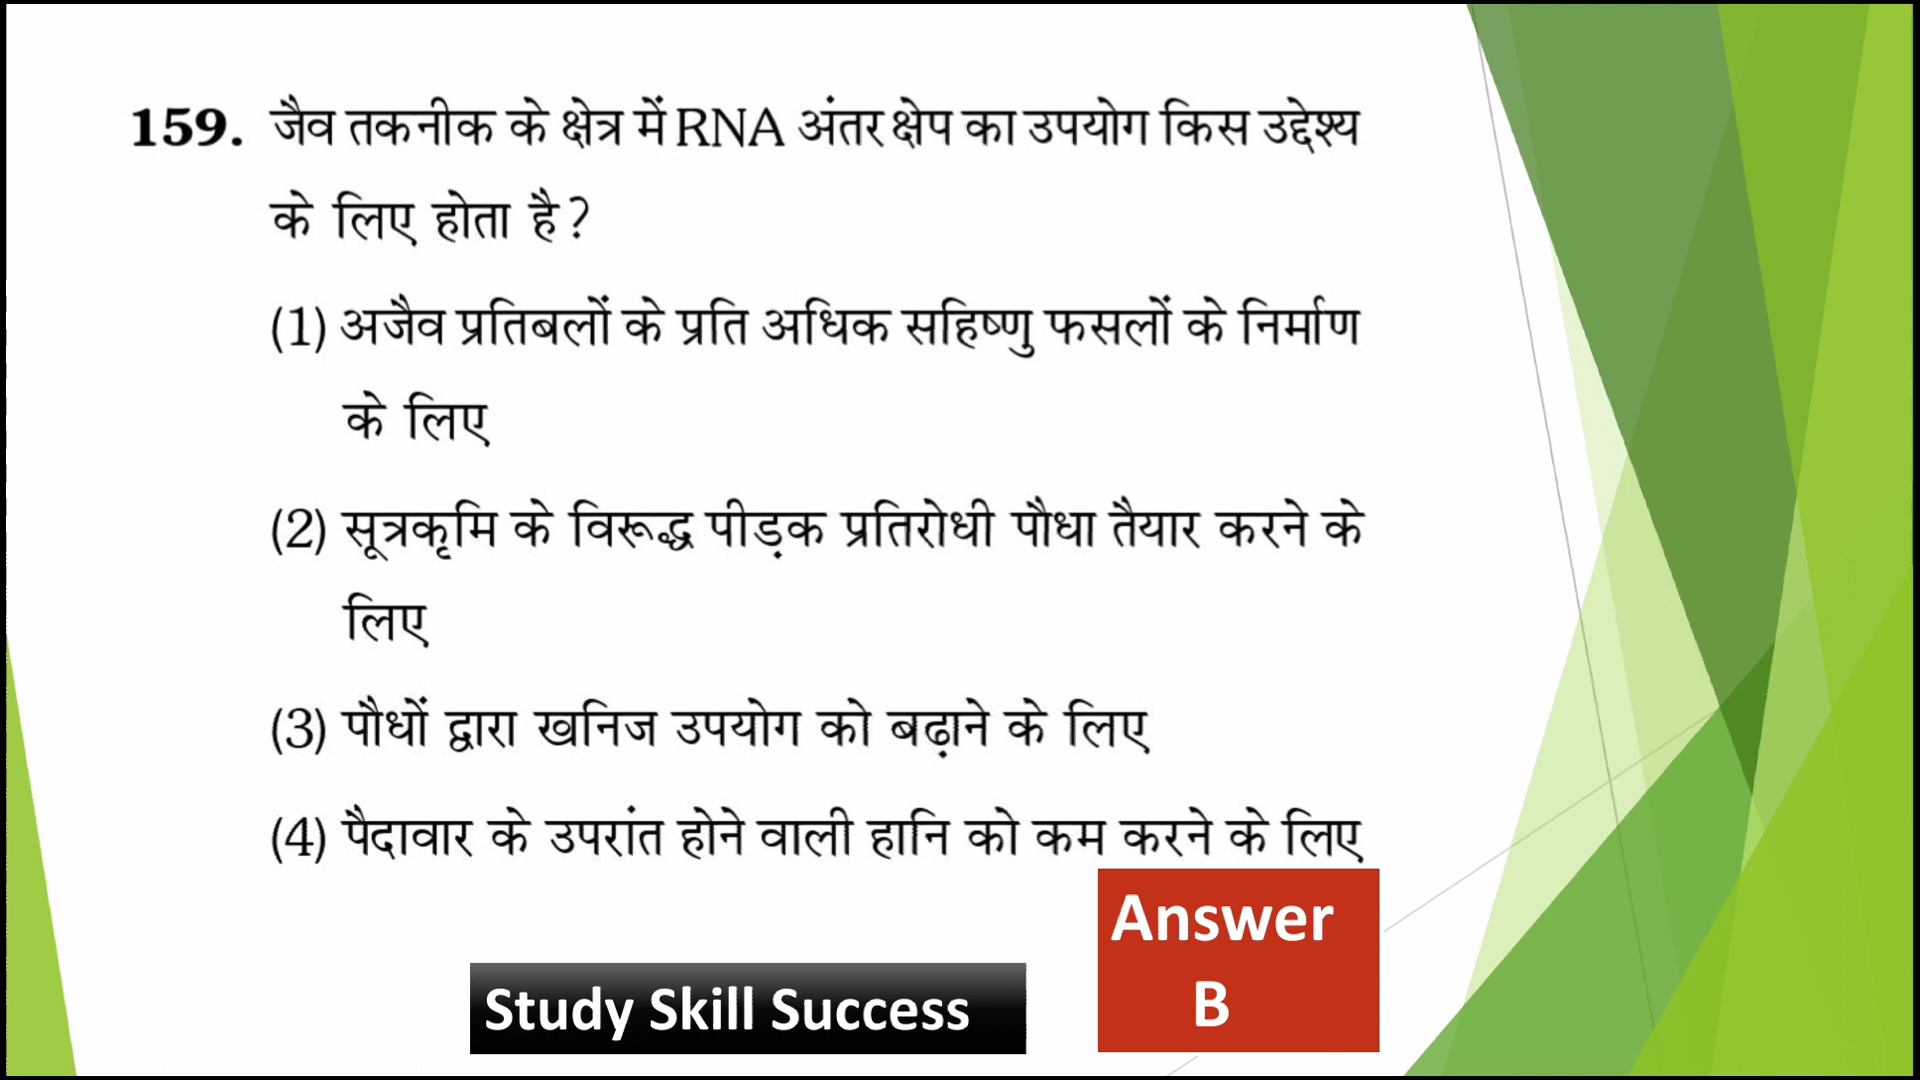 159. जैव तकनीक के क्षेत्र में RNA अंतर क्षेप का उपयोग किस उद्देश्य
के लिए होता है?
(1) अजैव प्रतिबलों के प्रति अधिक सहिष्णु फसलों के निर्माण
के लिए
(2) सूत्रकृमि के विरूद्ध पीड़क प्रतिरोधी पौधा तैयार करने के
लिए
(3) पौधों द्वारा खनिज उपयोग को बढ़ाने के लिए
(4) पैदावार के उपरांत होने वाली हानि को कम करने के लिए
Answer
B
Study Skill Success